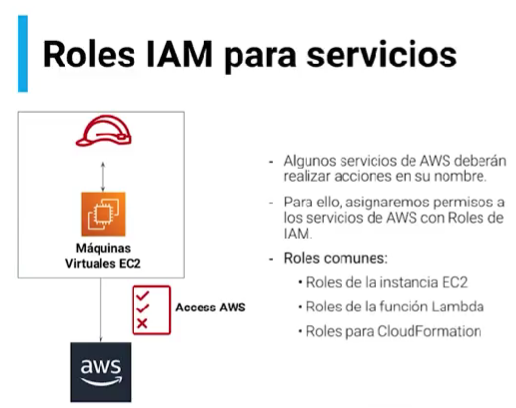 Roles IAM para servicios
Máquinas
Virtuales EC2
Access AWS
aws
- Algunos servicios de AWS deberán
realizar acciones en su nombre.
- Para ello, asignaremos permisos a
los servicios de AWS con Roles de
IAM.
- Roles comunes:
• Roles de la instancia EC2
• Roles de la función Lambda
• Roles para CloudFormation